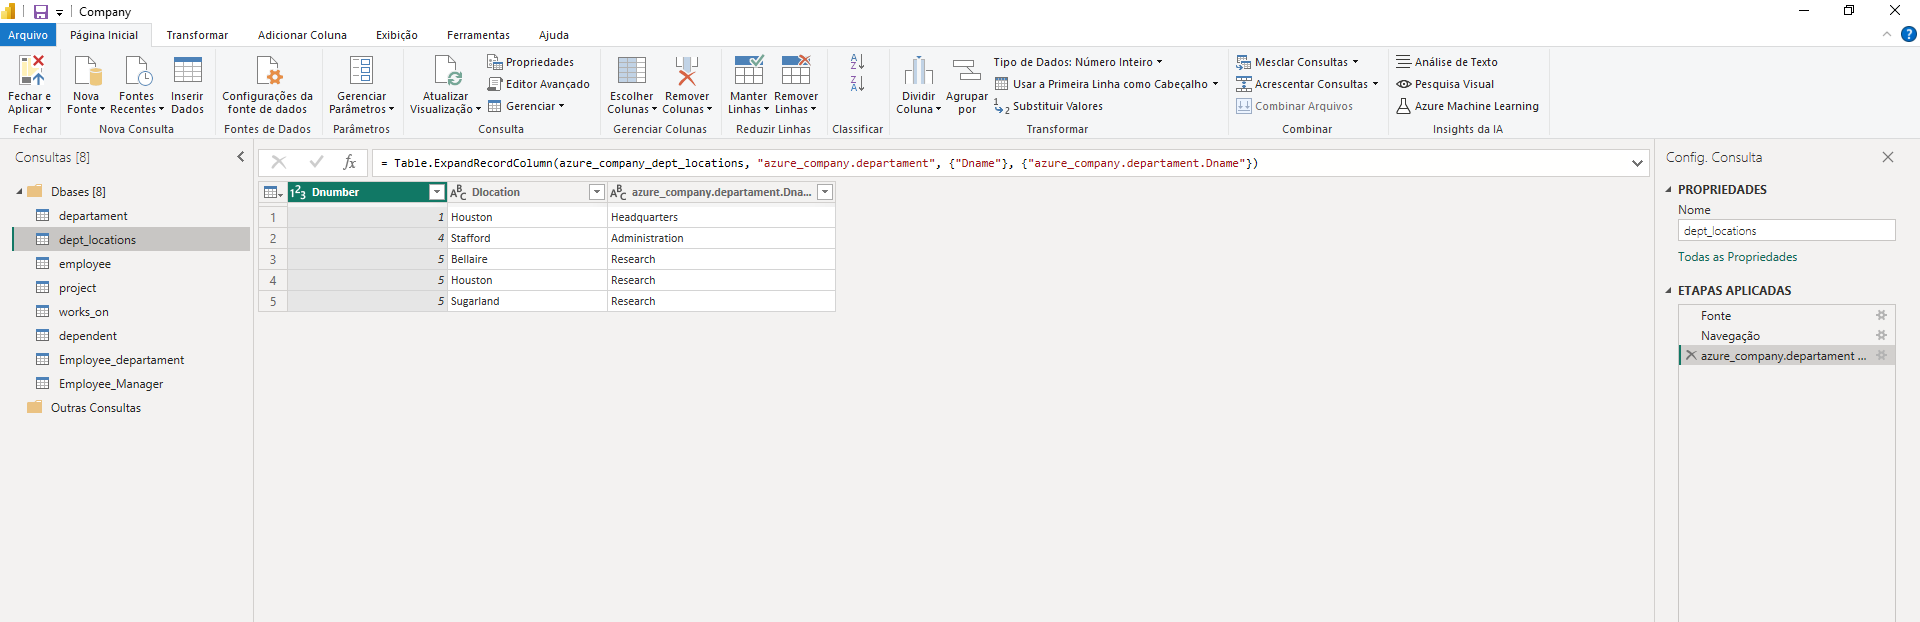 Company
Arquivo
Página Inicial
Transformar
Adicionar Coluna
Exibição
Ferramentas
Ajuda
Fechar e
Aplicar
Fechar
Nova
Fonte
Fontes
Recentes
Inserir
Dados
Nova Consulta
Configurações da
fonte de dados
Fontes de Dados
Gerenciar
Parâmetros
Parâmetros
Atualizar
Visualização
Propriedades
Editor Avançado
Gerenciar
Consulta
Escolher
Colunas
Remover
Colunas
Gerenciar Colunas
Manter
Linhas
Remover
Linhas
Reduzir Linhas
Classificar
Dividir
Coluna
Agrupar
por
Tipo de Dados: Número Inteiro
Usar a Primeira Linha como Cabeçalho
Substituir Valores
Transformar
Mesclar Consultas
Acrescentar Consultas
Combinar Arquivos
Combinar
Análise de Texto
Pesquisa Visual
Azure Machine Learning
Insights da IA
Consultas [8]
Dbases [8]
departament
dept_locations
employee
project
works_on
dependent
Employee_departament
Employee_Manager
Outras Consultas
fx
= Table.ExpandRecordColumn(azure_company_dept_locations, "azure_company.departament", {"Dname"}, {"azure_company.departament.Dname"})
123 Dnumber ABC Dlocation ABC azure_company.departament.Dna...
1 1 Houston Headquarters
2 4 Stafford Administration
3 5 Bellaire Research
4 5 Houston Research
5 5 Sugarland Research
Config. Consulta
PROPRIEDADES
Nome
dept_locations
Todas as Propriedades
ETAPAS APLICADAS
Fonte
Navegação
azure_company.departament ...